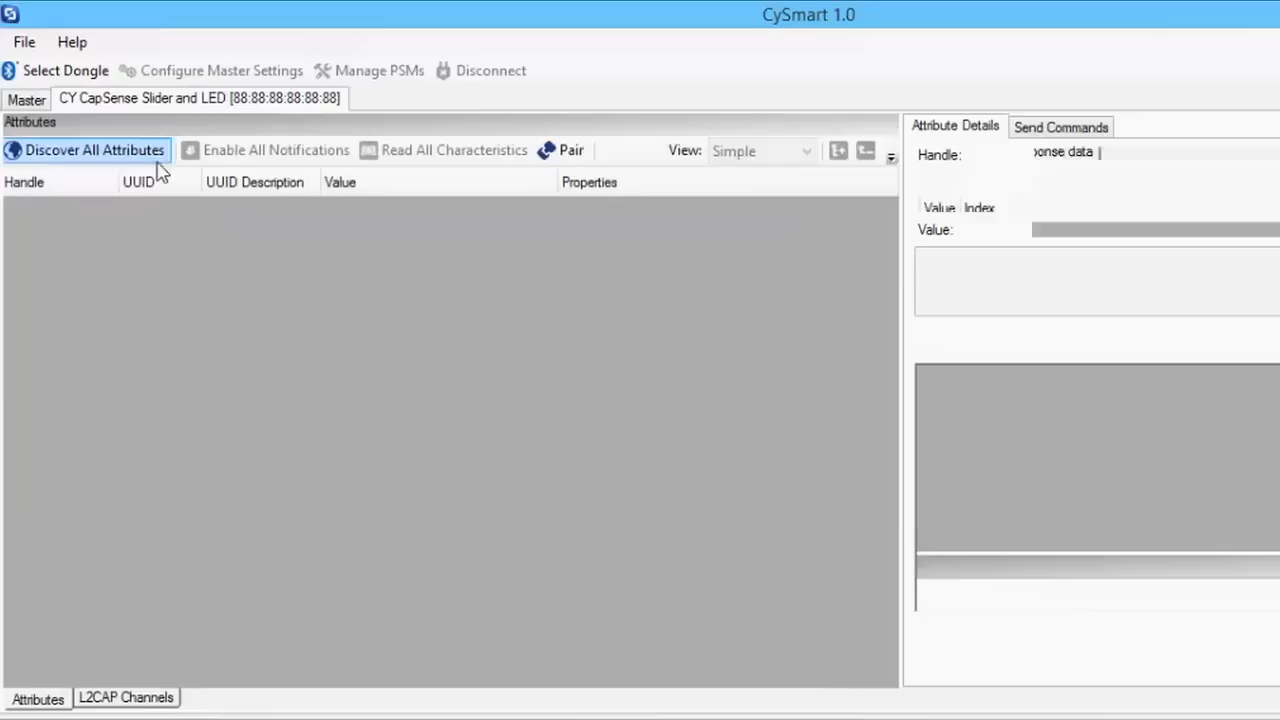 CySmart 1.0
File Help
Select Dongle Configure Master Settings Manage PSMs Disconnect
Master CY CapSense Slider and LED [88:88:88:88:88:88]
Attributes
Discover All Attributes Enable All Notifications Read All Characteristics Pair View: Simple
Handle UUID UUID Description Value Properties
Attribute Details Send Commands
Handle: data
Value Index
Value:
Attributes L2CAP Channels